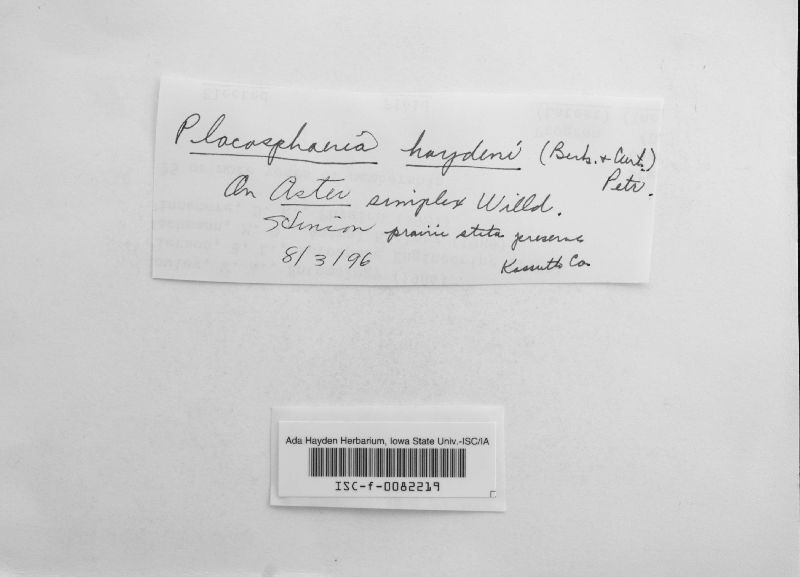 Placosphaeria haydeni (Berk. + Curt.)
Petr.
On Aster simplex Willd.
Stinson prairie state preserve
8/3/96 Kossuth Co.
Ada Hayden Herbarium, Iowa State Univ.-ISC/IA
ISC-f-0082219